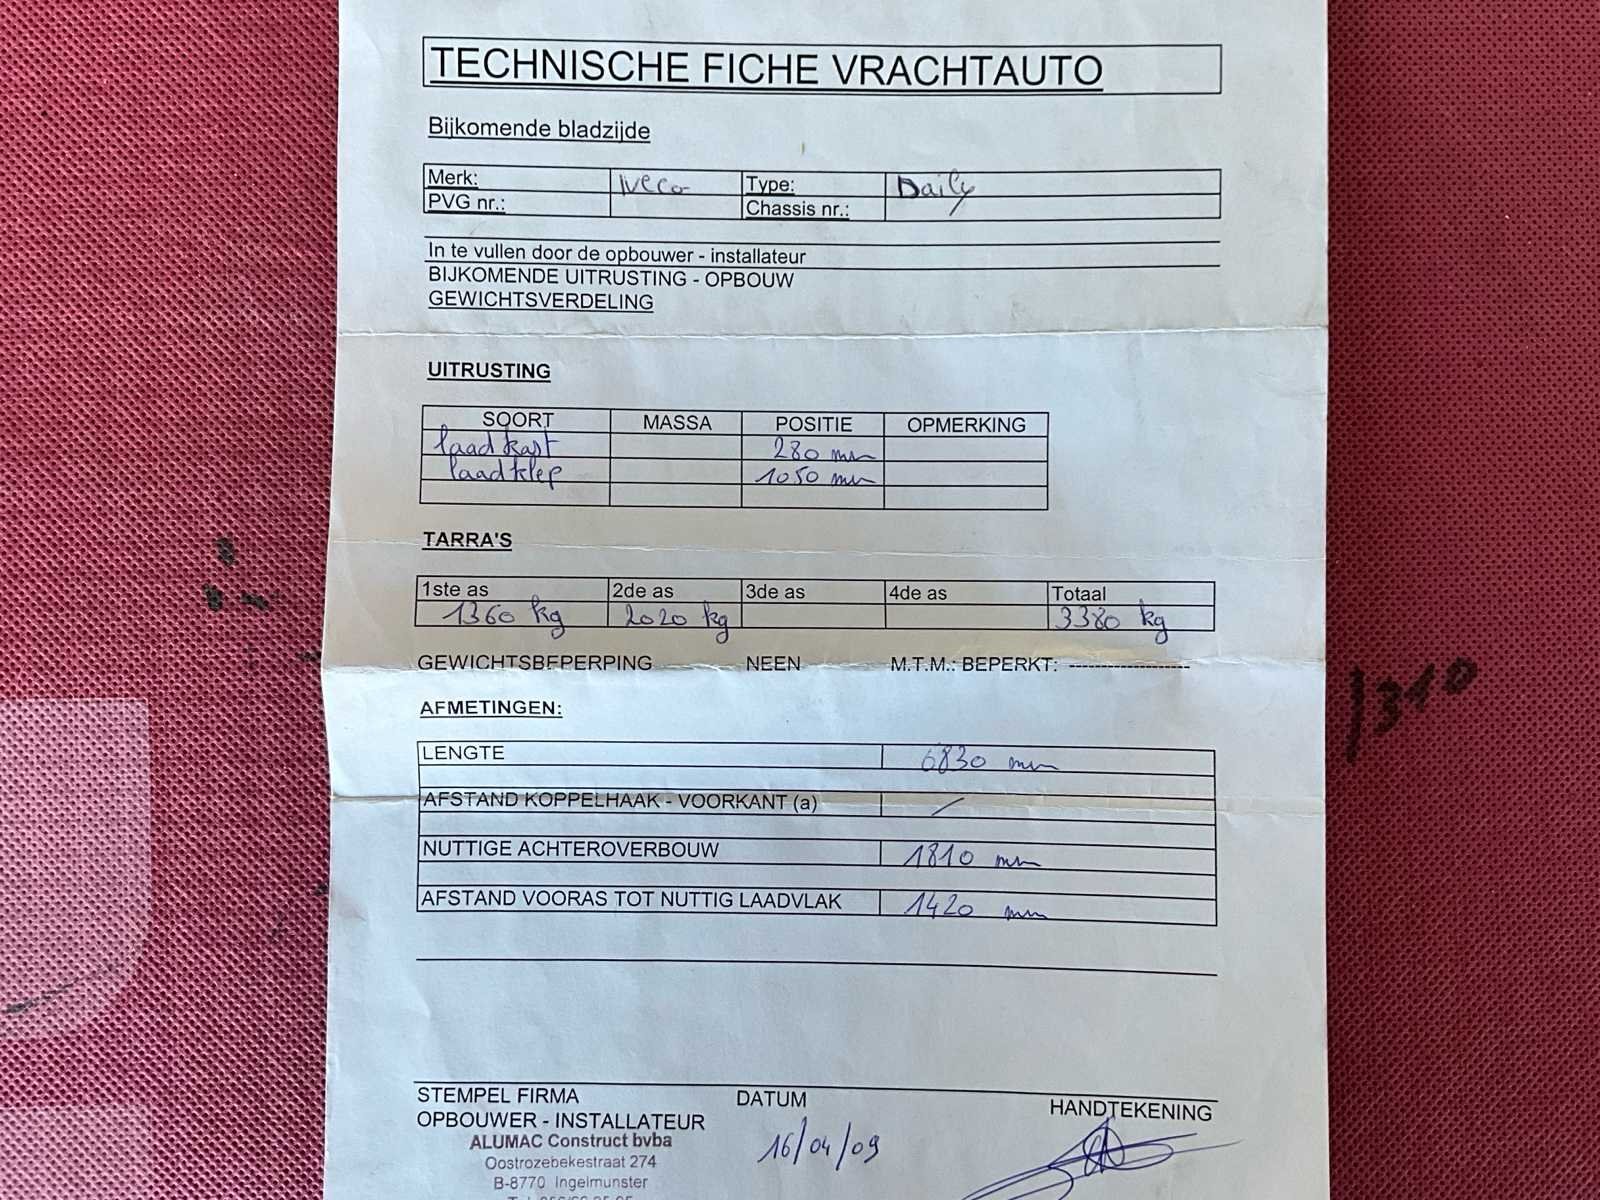 TECHNISCHE FICHE VRACHTAUTO
Bijkomende bladzijde
Merk: Iveco Type: Daily
PVG nr.: Chassis nr.:
In te vullen door de opbouwer - installateur
BIJKOMENDE UITRUSTING - OPBOUW
GEWICHTSVERDELING
UITRUSTING
SOORT MASSA POSITIE OPMERKING
laadkast 280 mm
laadklep 1050 mm
TARRA'S
1ste as 2de as 3de as 4de as Totaal
1360 kg 2020 kg 3380 kg
GEWICHTSBEPERPING NEEN M.T.M.: BEPERKT: --------------------
AFMETINGEN:
LENGTE 6830 mm
AFSTAND KOPPELHAAK - VOORKANT (a) /
NUTTIGE ACHTEROVERBOUW 1810 mm
AFSTAND VOORAS TOT NUTTIG LAADVLAK 1420 mm
STEMPEL FIRMA DATUM HANDTEKENING
OPBOUWER - INSTALLATEUR
ALUMAC Construct bvba 16/04/09
Oostrozebekestraat 274
B-8770 Ingelmunster
1310